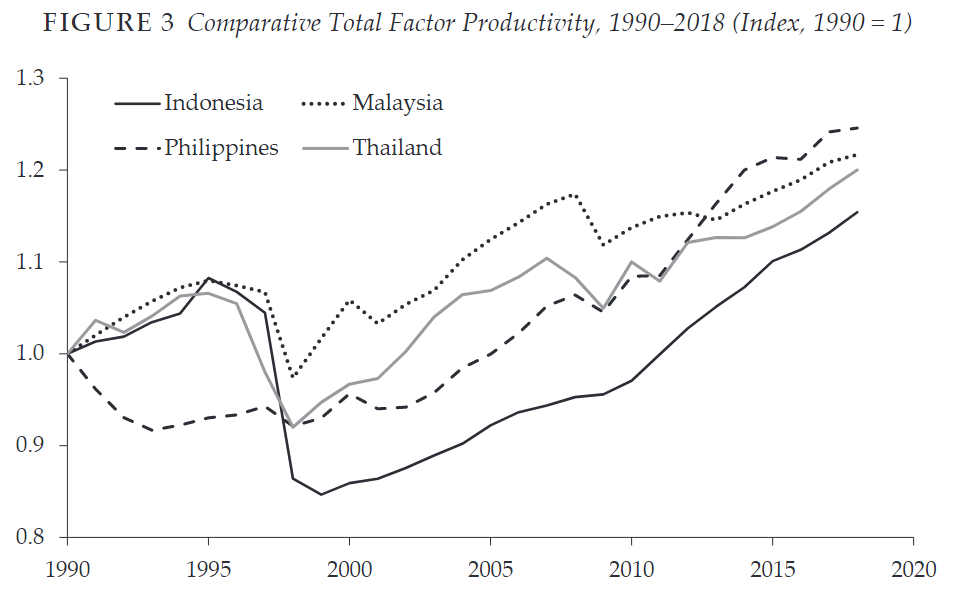 FIGURE 3 Comparative Total Factor Productivity, 1990–2018 (Index, 1990 = 1)
1.3
Indonesia Malaysia
Philippines Thailand
1.2
1.1
1.0
0.9
0.8
1990 1995 2000 2005 2010 2015 2020